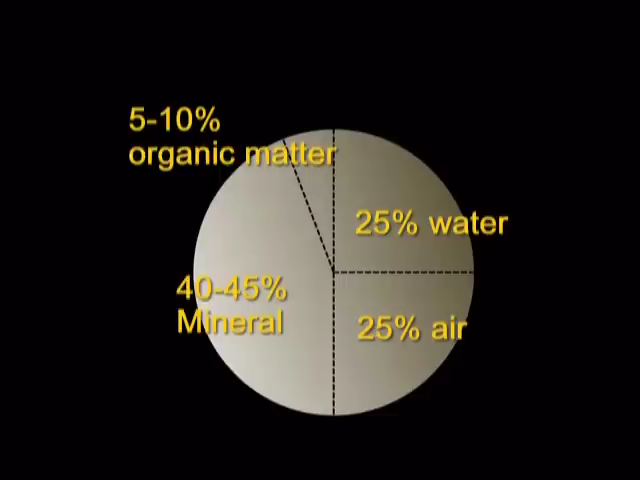 5-10%
organic matter
25% water
40-45%
Mineral
25% air